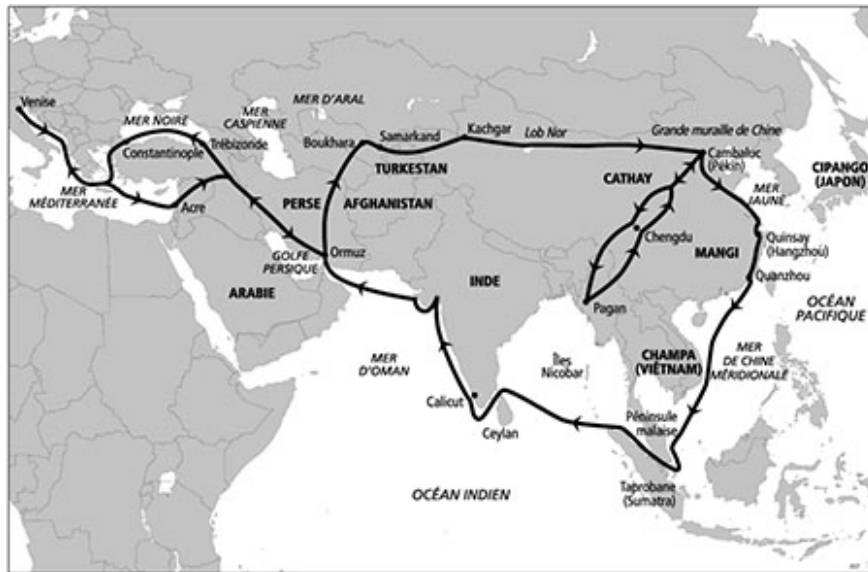 Venise
MER NOIRE
MER
CASPIENNE
MER D'ARAL
Constantinople
Trébizonde
Boukhara
Samarkand
Kachgar
Lob Nor
Grande muraille de Chine
Cambaluc
(Pékin)
CIPANGO
(JAPON)
TURKESTAN
CATHAY
MER
JAUNE
MER
MÉDITERRANÉE
Acre
PERSE
AFGHANISTAN
Chengdu
MANGI
Quinsay
(Hangzhou)
Ormuz
GOLFE
PERSIQUE
Quanzhou
ARABIE
INDE
Pagan
OCÉAN
PACIFIQUE
MER
D'OMAN
Îles
Nicobar
CHAMPA
(VIÊTNAM)
MER
DE CHINE
MÉRIDIONALE
Calicut
Ceylan
Péninsule
malaise
Taprobane
(Sumatra)
OCÉAN INDIEN